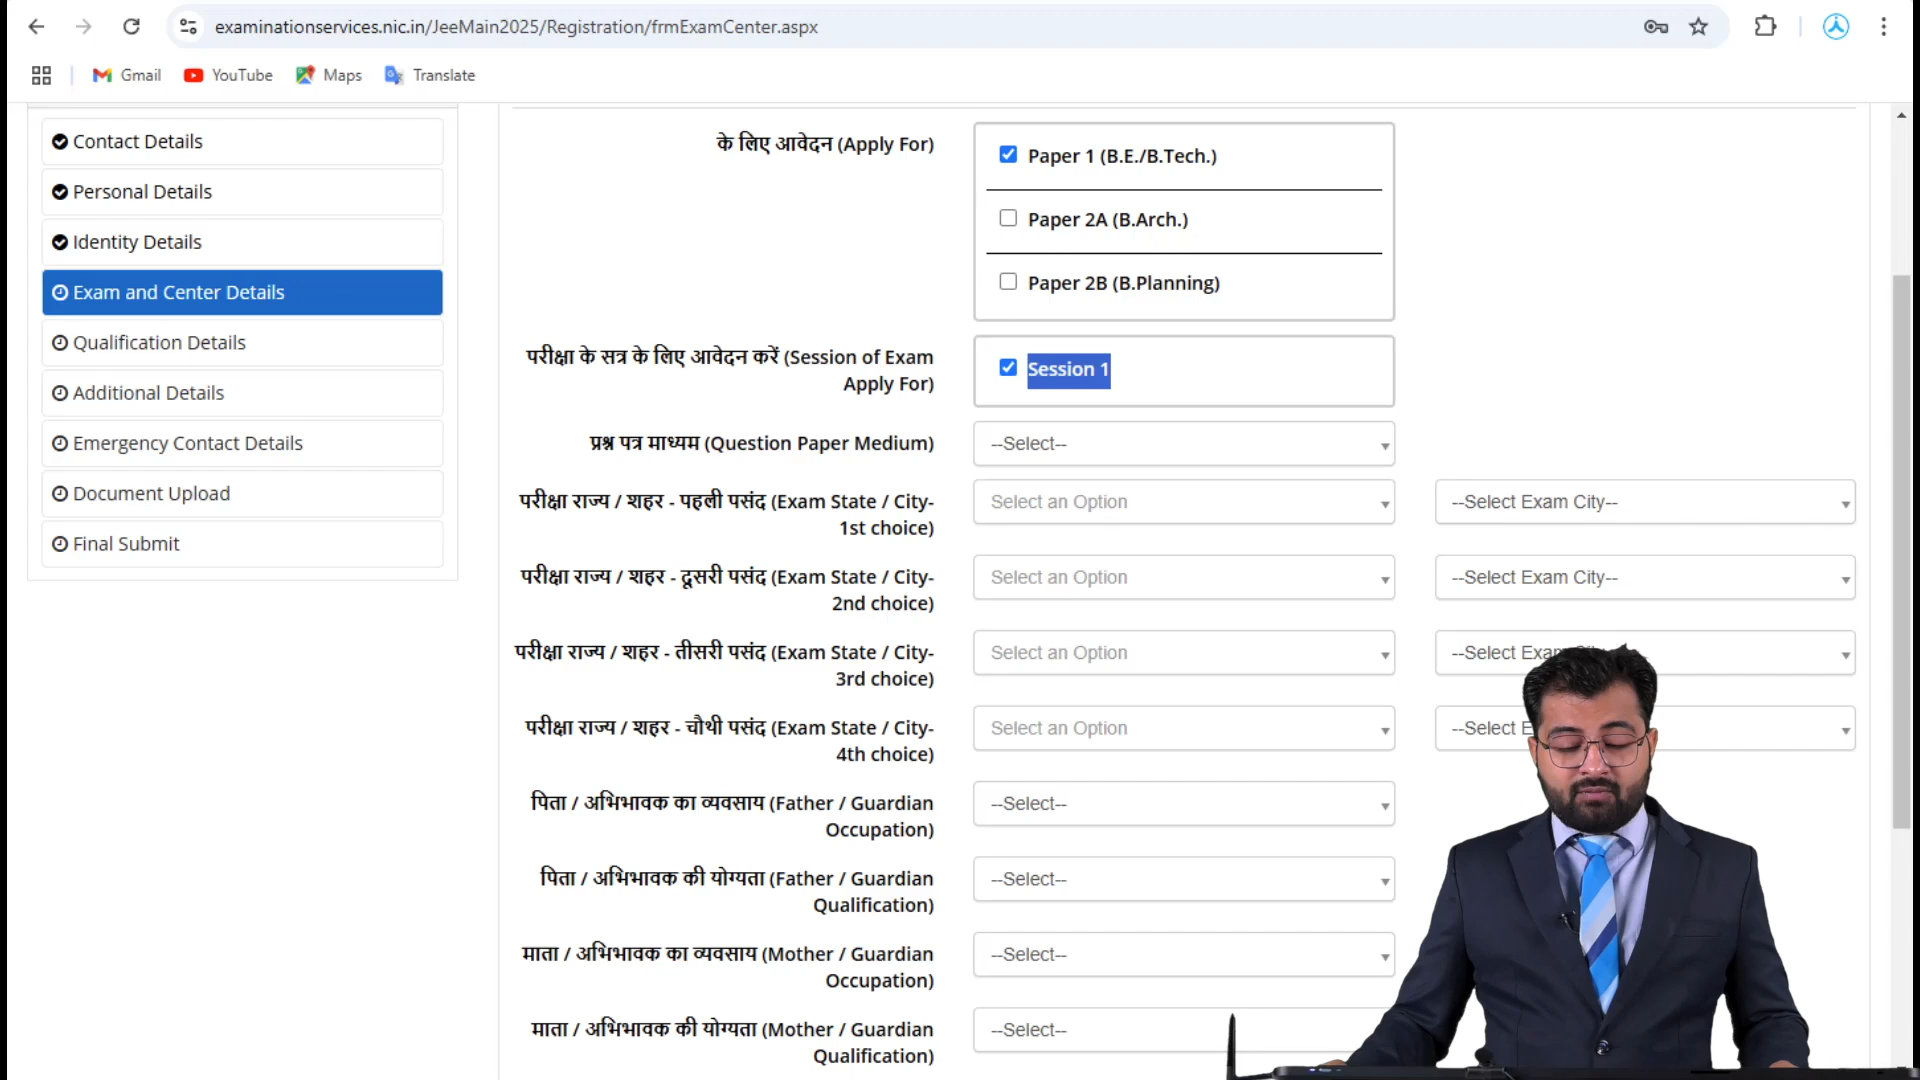 examinationservices.nic.in/JeeMain2025/Registration/frmExamCenter.aspx
Gmail YouTube Maps Translate
Contact Details
Personal Details
Identity Details
Exam and Center Details
Qualification Details
Additional Details
Emergency Contact Details
Document Upload
Final Submit
के लिए आवेदन (Apply For)
Paper 1 (B.E./B.Tech.)
Paper 2A (B.Arch.)
Paper 2B (B.Planning)
परीक्षा के सत्र के लिए आवेदन करें (Session of Exam
Apply For)
Session 1
प्रश्न पत्र माध्यम (Question Paper Medium)
--Select--
परीक्षा राज्य / शहर - पहली पसंद (Exam State / City-
1st choice)
Select an Option
--Select Exam City--
परीक्षा राज्य / शहर - दूसरी पसंद (Exam State / City-
2nd choice)
Select an Option
--Select Exam City--
परीक्षा राज्य / शहर - तीसरी पसंद (Exam State / City-
3rd choice)
Select an Option
--Select
परीक्षा राज्य / शहर - चौथी पसंद (Exam State / City-
4th choice)
Select an Option
--Select
पिता / अभिभावक का व्यवसाय (Father / Guardian
Occupation)
--Select--
पिता / अभिभावक की योग्यता (Father / Guardian
Qualification)
--Select--
माता / अभिभावक का व्यवसाय (Mother / Guardian
Occupation)
--Select--
माता / अभिभावक की योग्यता (Mother / Guardian
Qualification)
--Select--